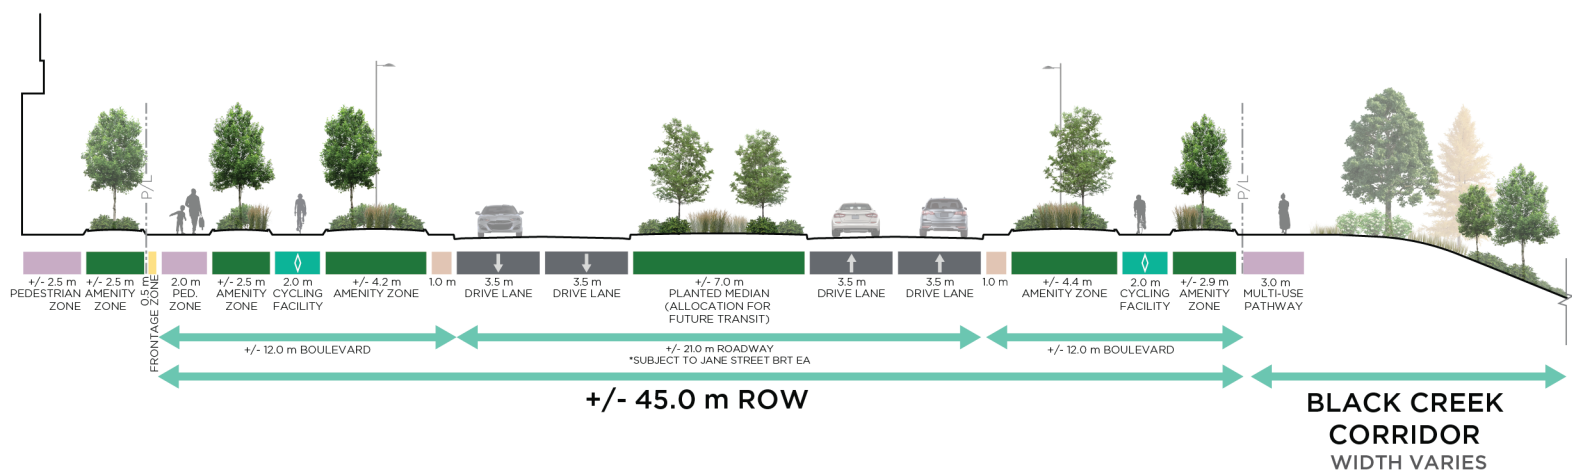 P/L
P/L
+/- 2.5 m
PEDESTRIAN
ZONE
+/- 2.5 m
AMENITY
ZONE
0.5 m
FRONTAGE ZONE
2.0 m
PED.
ZONE
+/- 2.5 m
AMENITY
ZONE
2.0 m
CYCLING
FACILITY
+/- 4.2 m
AMENITY ZONE
1.0 m
3.5 m
DRIVE LANE
3.5 m
DRIVE LANE
+/- 7.0 m
PLANTED MEDIAN
(ALLOCATION FOR
FUTURE TRANSIT)
3.5 m
DRIVE LANE
3.5 m
DRIVE LANE
1.0 m
+/- 4.4 m
AMENITY ZONE
2.0 m
CYCLING
FACILITY
+/- 2.9 m
AMENITY
ZONE
3.0 m
MULTI-USE
PATHWAY
+/- 12.0 m BOULEVARD
+/- 21.0 m ROADWAY
*SUBJECT TO JANE STREET BRT EA
+/- 12.0 m BOULEVARD
+/- 45.0 m ROW
BLACK CREEK
CORRIDOR
WIDTH VARIES